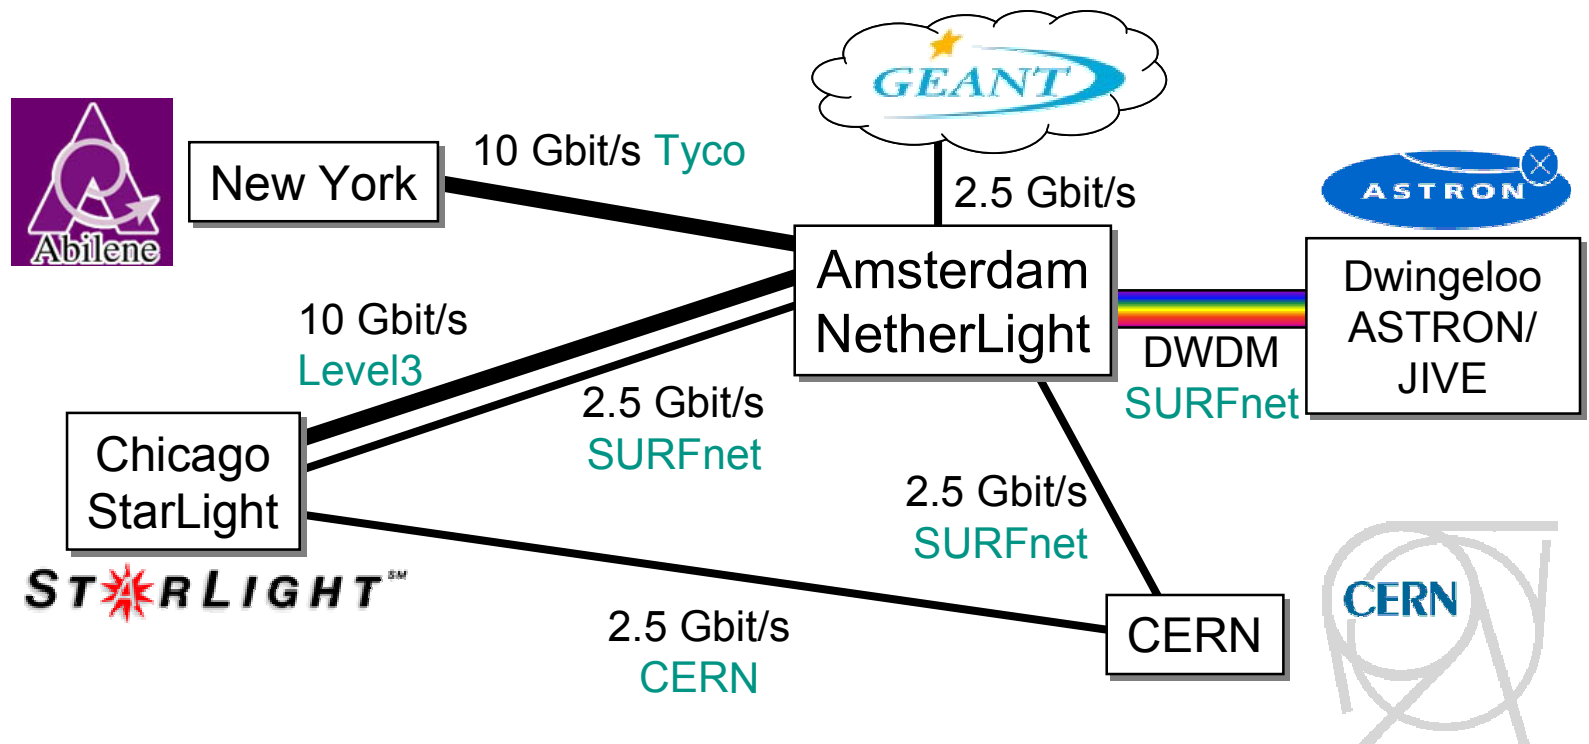 GEANT
Abilene
New York
10 Gbit/s Tyco
2.5 Gbit/s
ASTRON
Amsterdam
NetherLight
Dwingeloo
ASTRON/
JIVE
DWDM
SURFnet
10 Gbit/s
Level3
2.5 Gbit/s
SURFnet
Chicago
StarLight
STARLIGHT℠
2.5 Gbit/s
SURFnet
2.5 Gbit/s
CERN
CERN
CERN